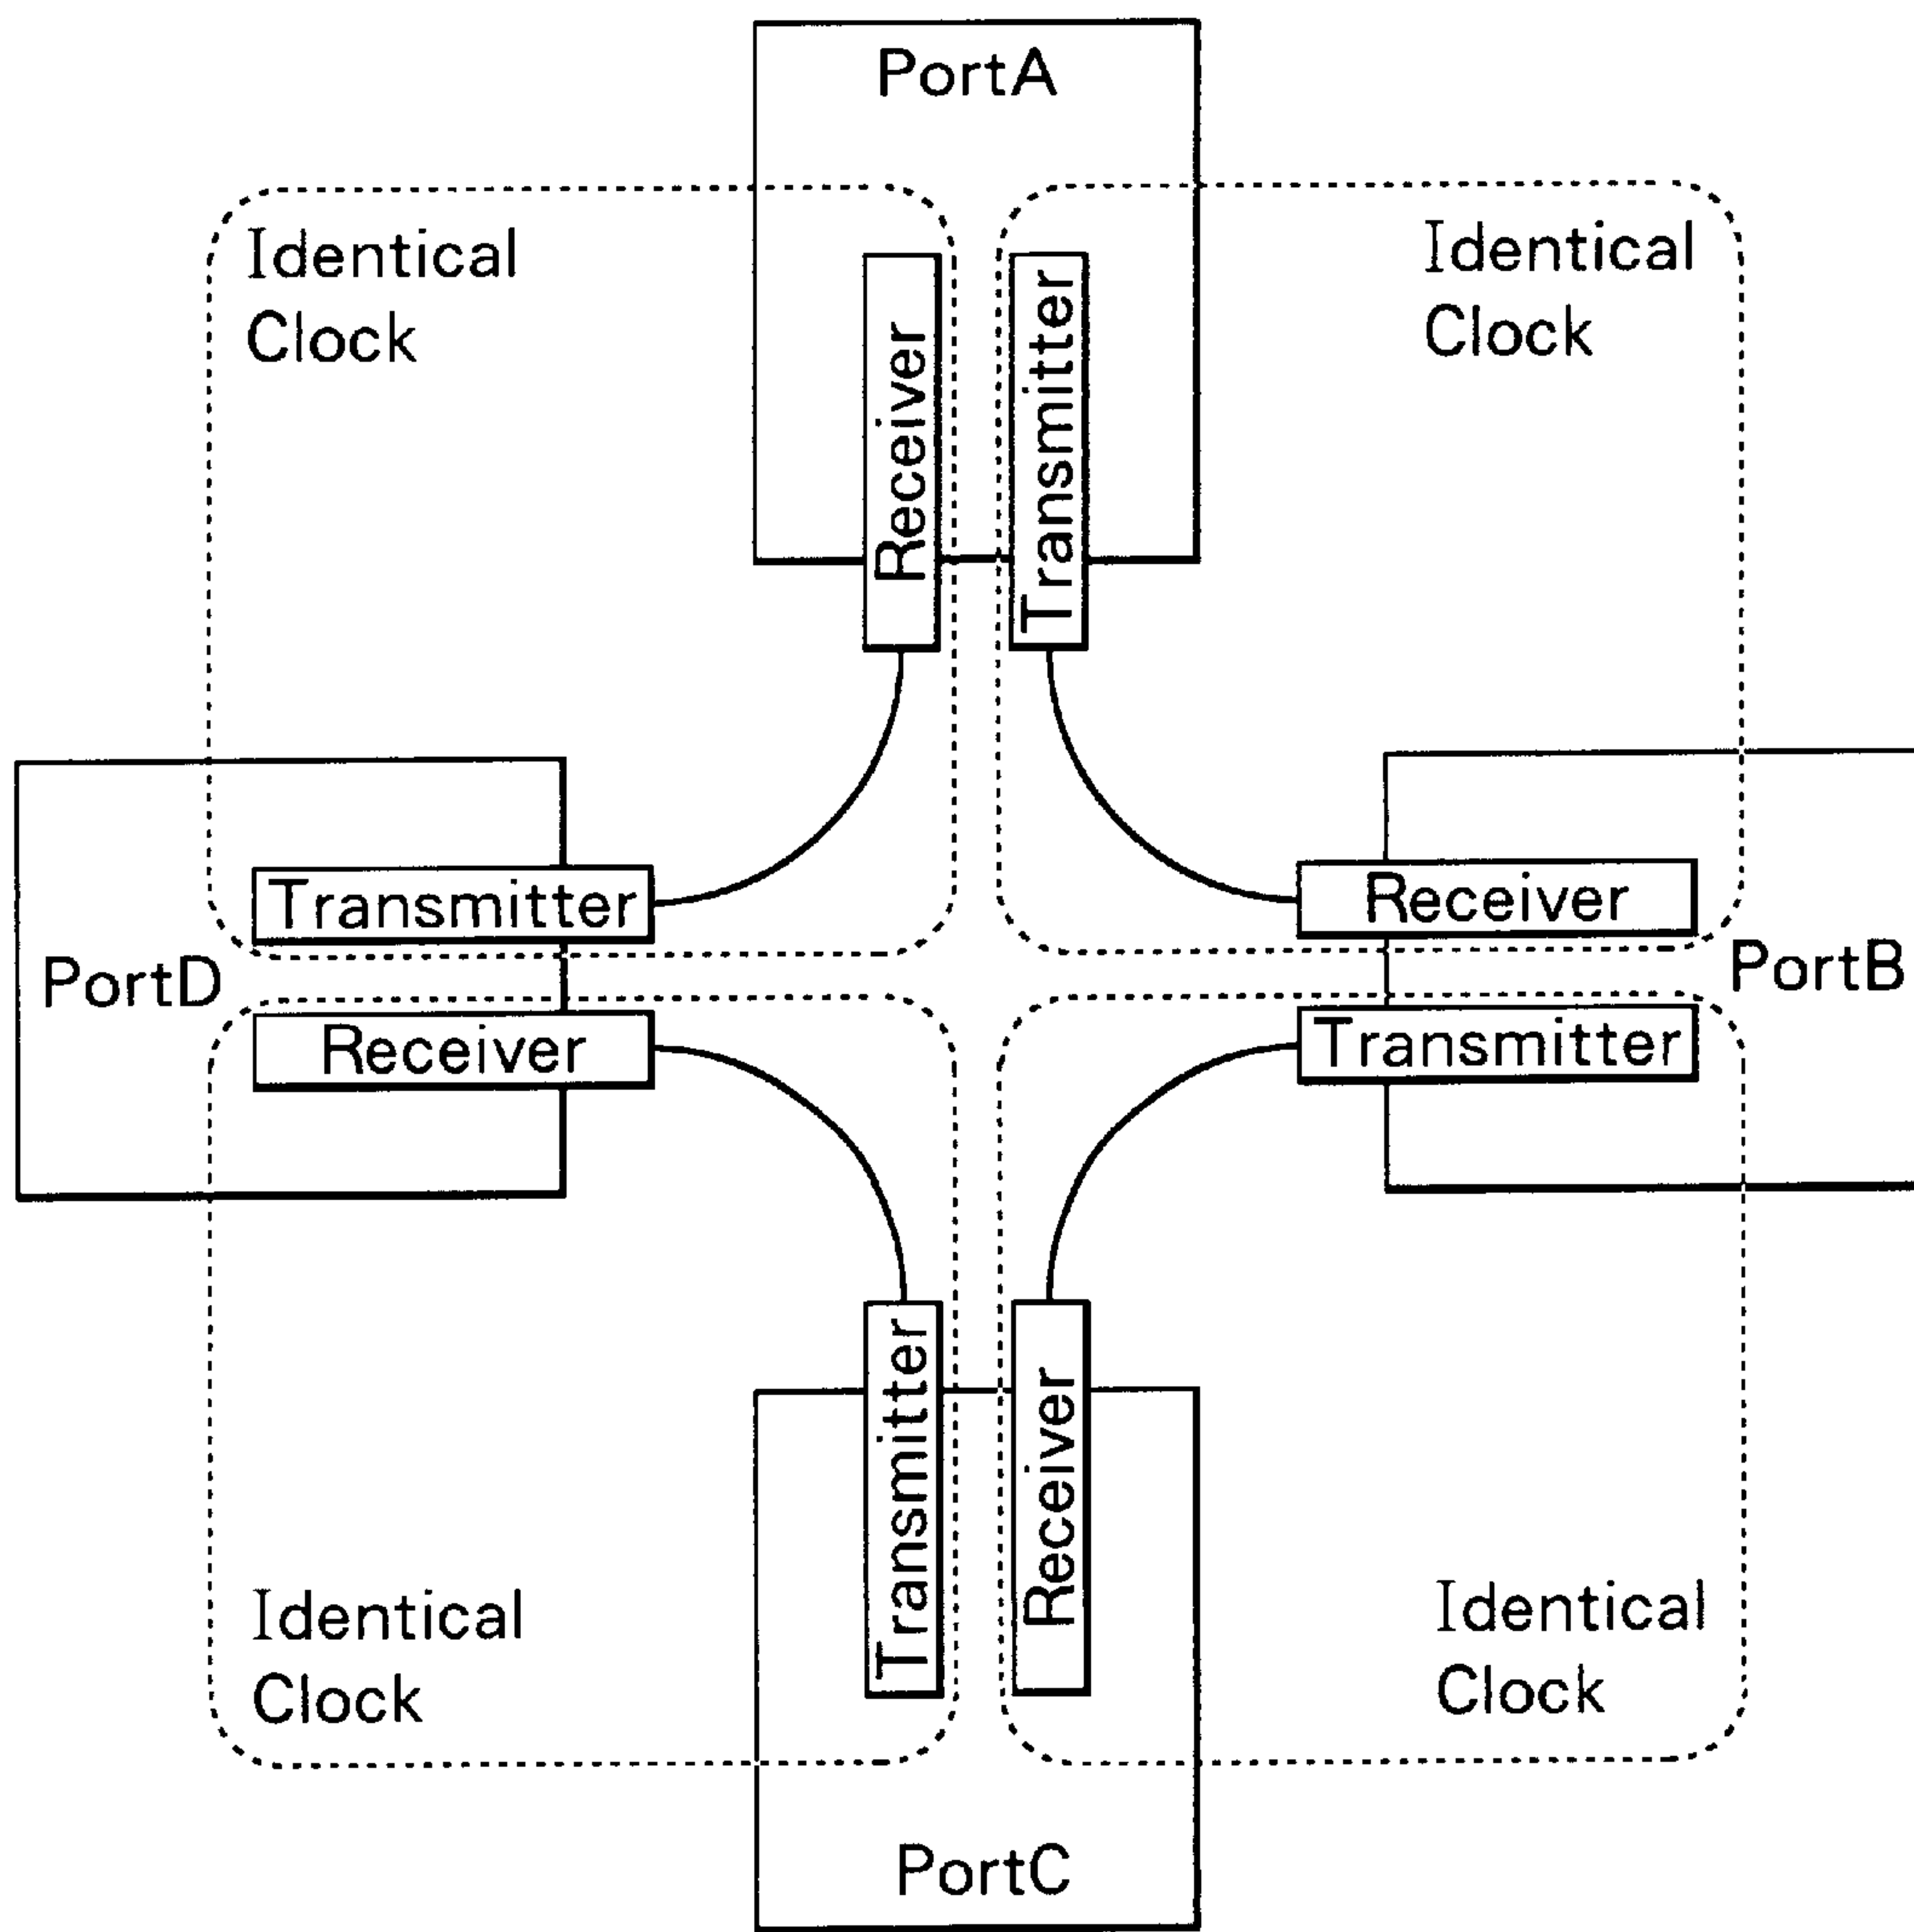 PortA
Identical
Clock
Identical
Clock
Receiver
Transmitter
Transmitter
Receiver
PortD
PortB
Receiver
Transmitter
Transmitter
Receiver
Identical
Clock
Identical
Clock
PortC